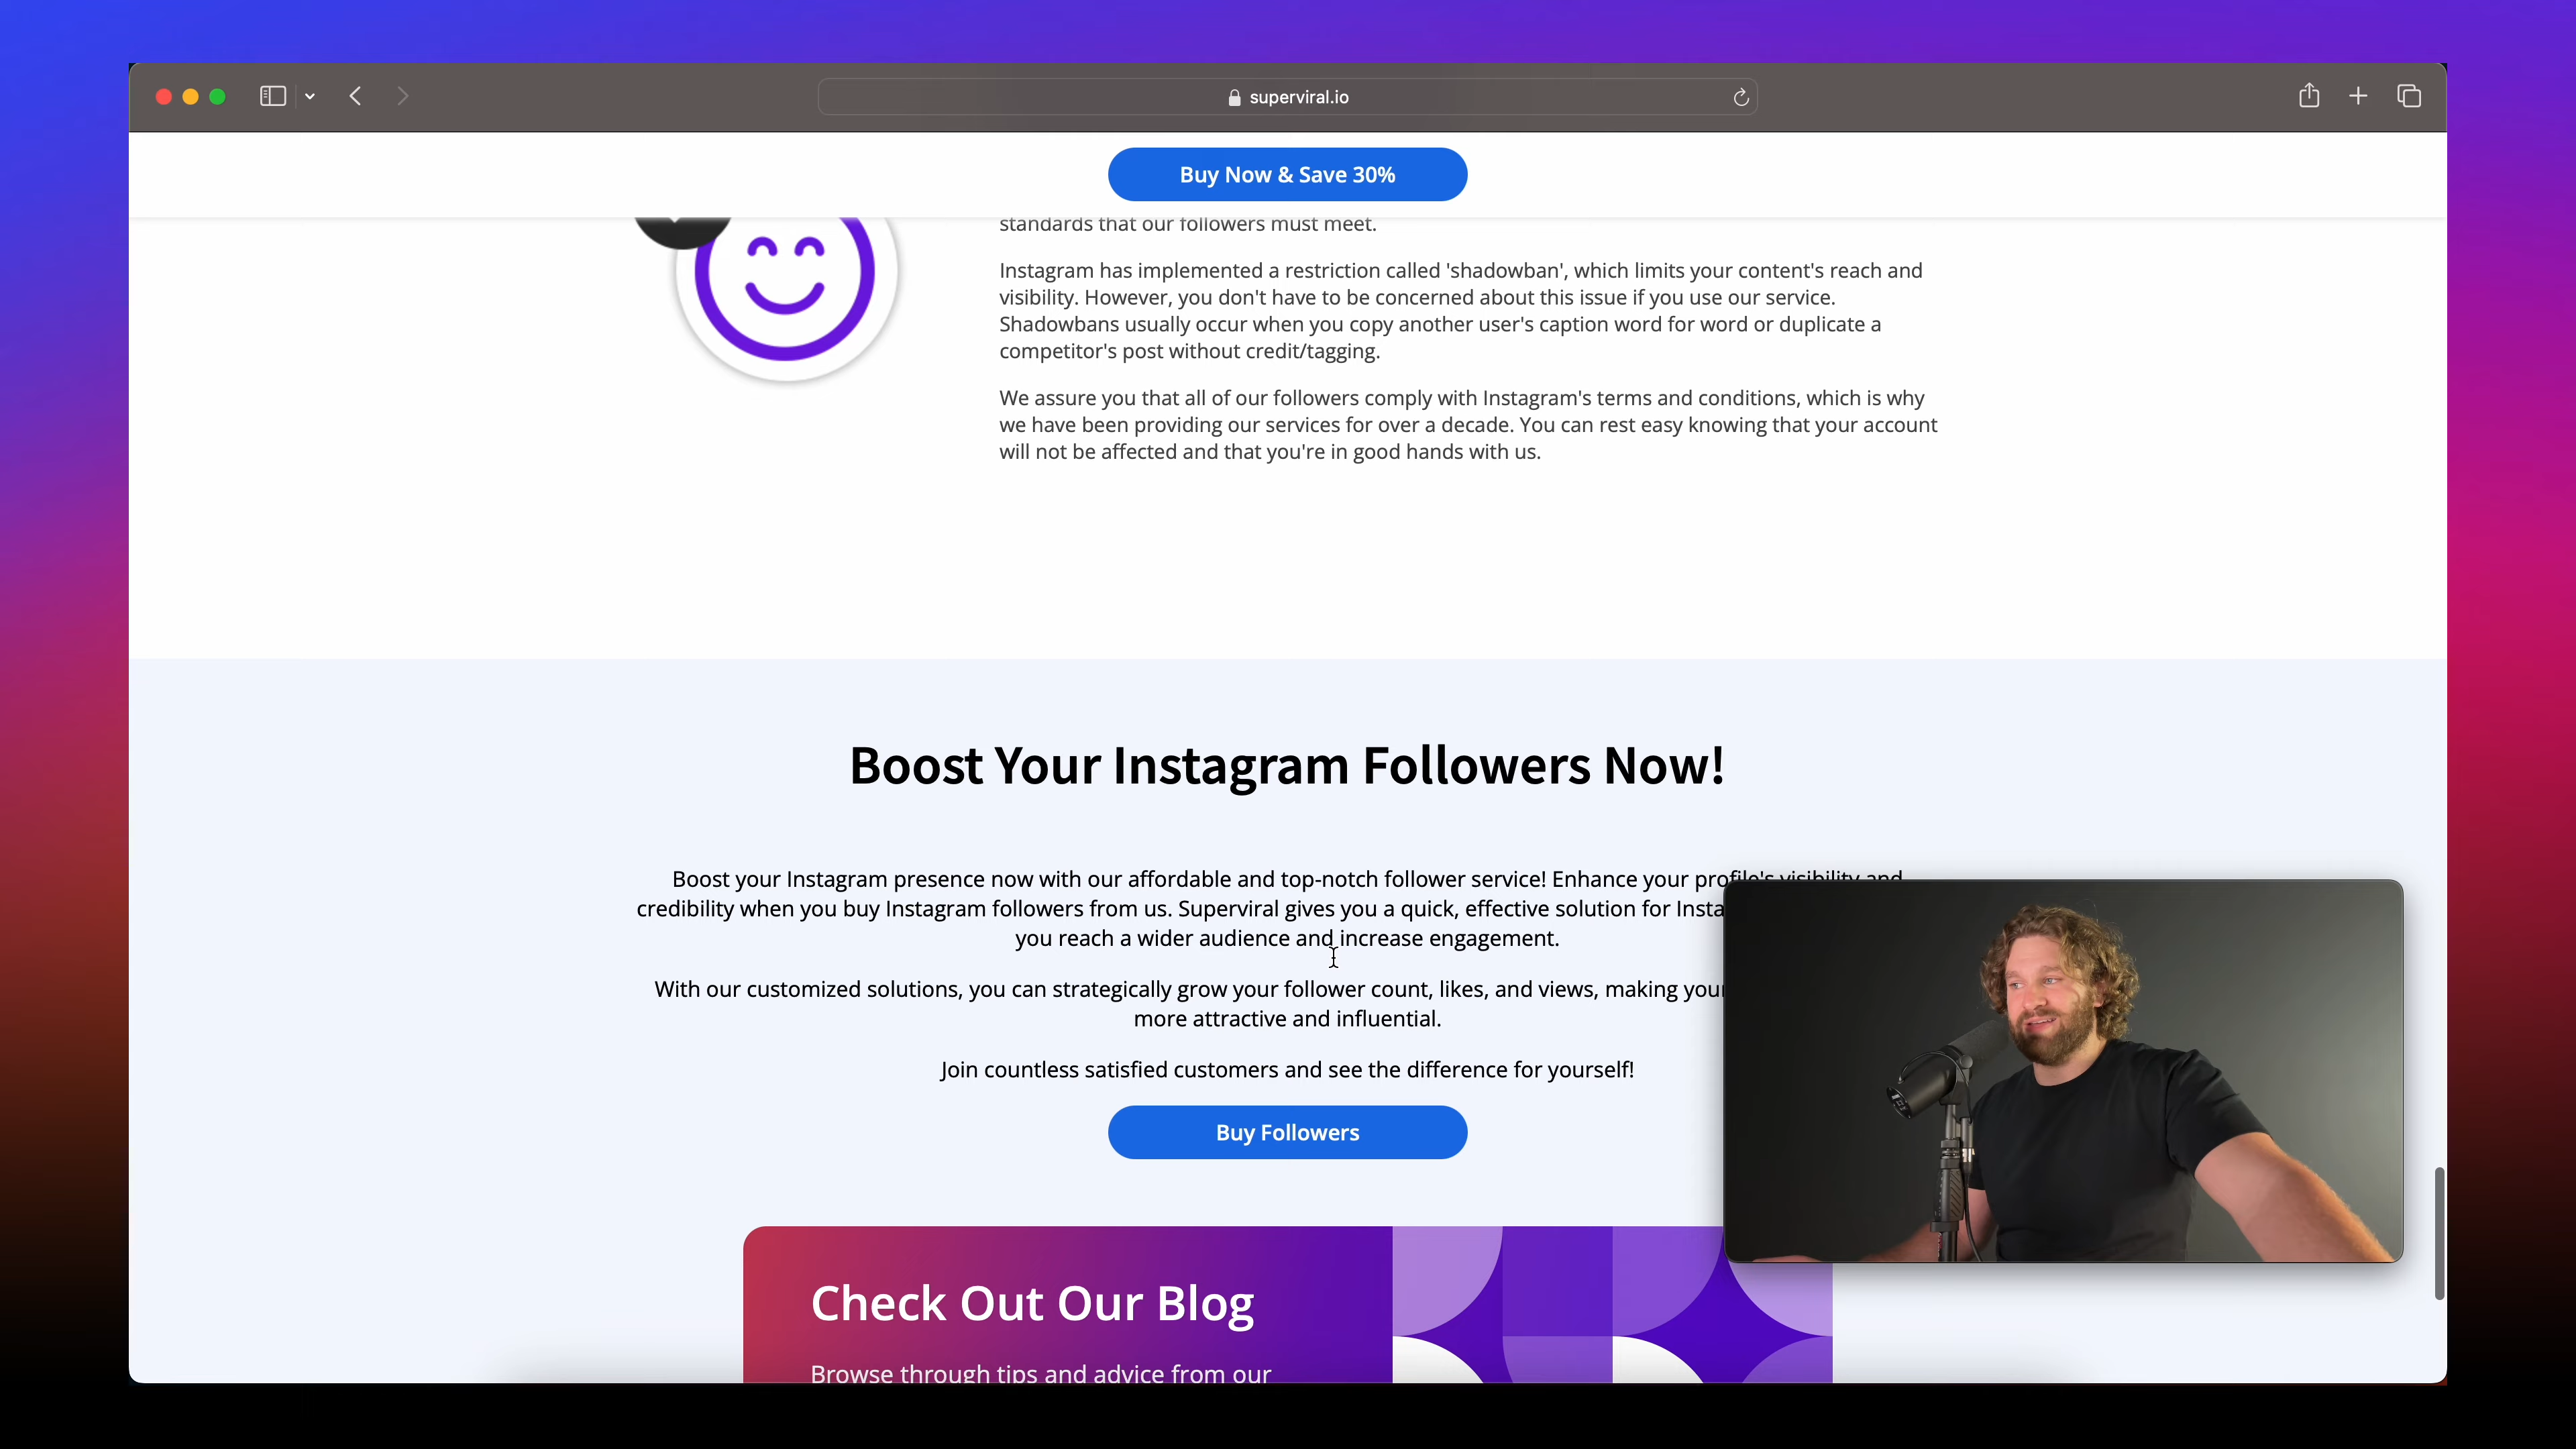 superviral.io
Buy Now & Save 30%
standards that our followers must meet.
Instagram has implemented a restriction called 'shadowban', which limits your content's reach and
visibility. However, you don't have to be concerned about this issue if you use our service.
Shadowbans usually occur when you copy another user's caption word for word or duplicate a
competitor's post without credit/tagging.
We assure you that all of our followers comply with Instagram's terms and conditions, which is why
we have been providing our services for over a decade. You can rest easy knowing that your account
will not be affected and that you're in good hands with us.
Boost Your Instagram Followers Now!
Boost your Instagram presence now with our affordable and top-notch follower service! Enhance your profile's visibility and
credibility when you buy Instagram followers from us. Superviral gives you a quick, effective solution for Insta
you reach a wider audience and increase engagement.
With our customized solutions, you can strategically grow your follower count, likes, and views, making your
more attractive and influential.
Join countless satisfied customers and see the difference for yourself!
Buy Followers
Check Out Our Blog
Browse through tips and advice from our